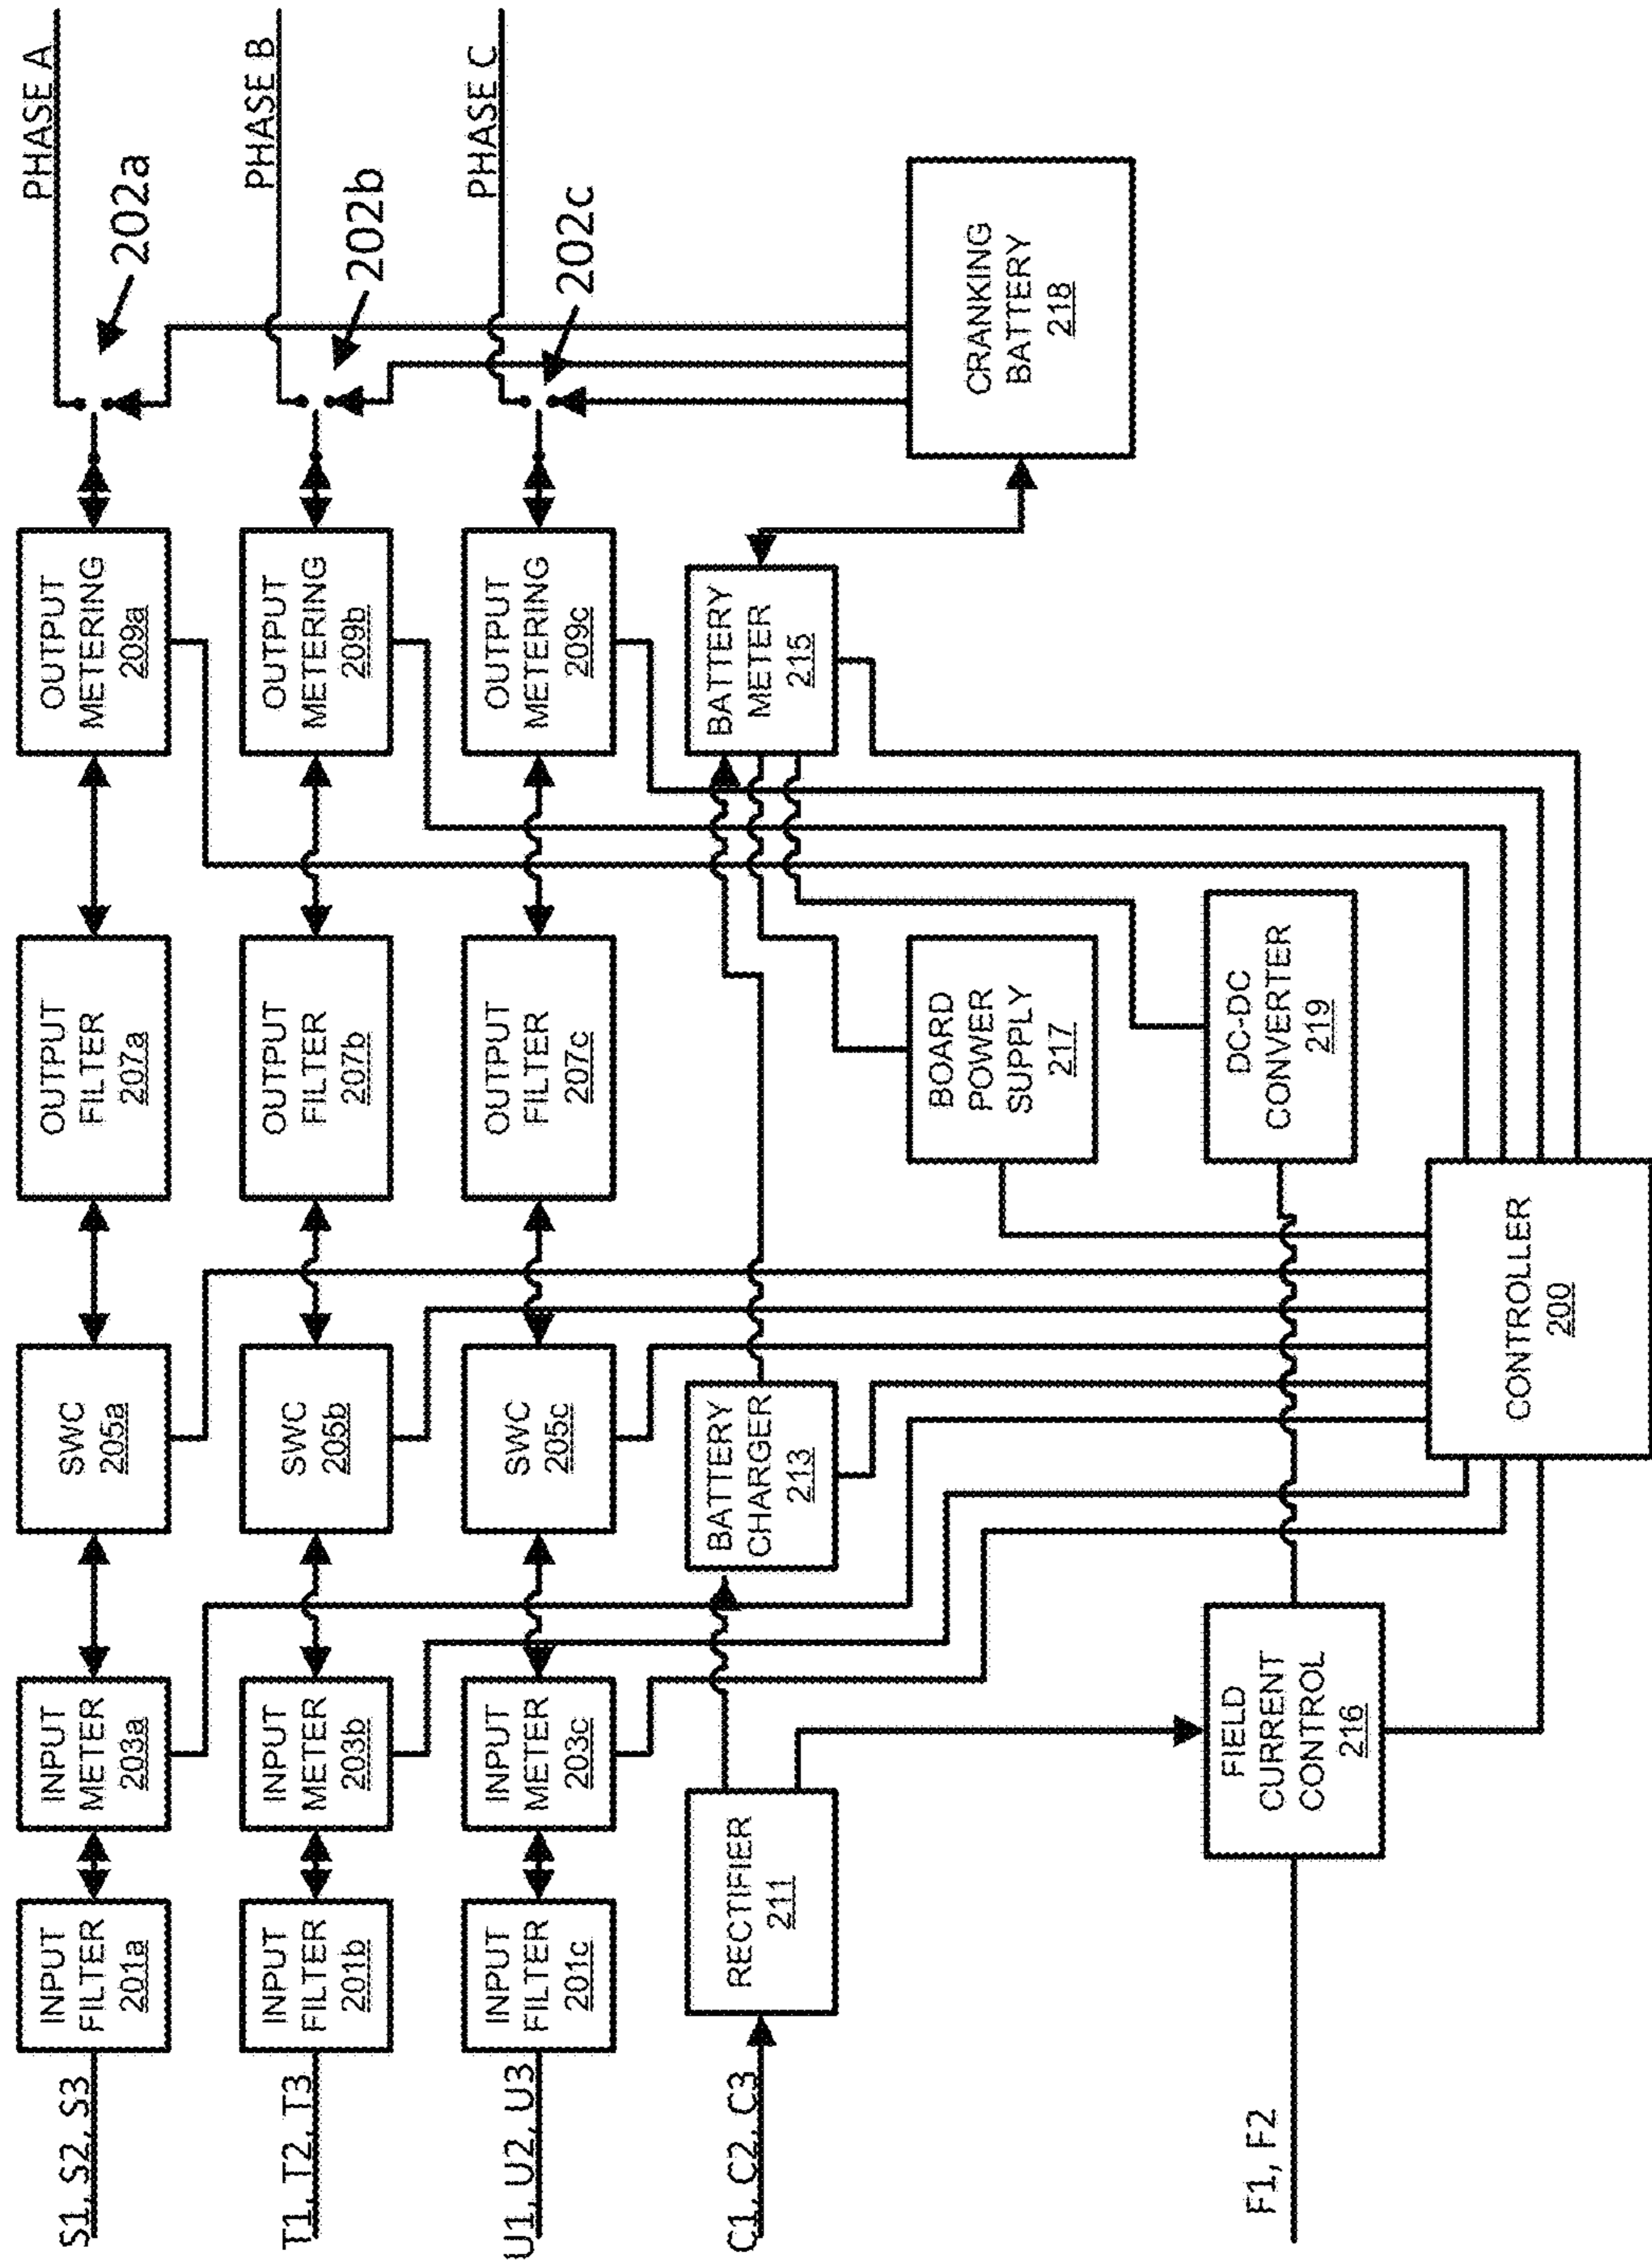 S1, S2, S3
INPUT
FILTER
201a
INPUT
METER
203a
SWC
205a
OUTPUT
FILTER
207a
OUTPUT
METERING
209a
PHASE A
202a
T1, T2, T3
INPUT
FILTER
201b
INPUT
METER
203b
SWC
205b
OUTPUT
FILTER
207b
OUTPUT
METERING
209b
PHASE B
202b
U1, U2, U3
INPUT
FILTER
201c
INPUT
METER
203c
SWC
205c
OUTPUT
FILTER
207c
OUTPUT
METERING
209c
PHASE C
202c
C1, C2, C3
RECTIFIER
211
BATTERY
CHARGER
213
BATTERY
METER
215
BOARD
POWER
SUPPLY
217
CRANKING
BATTERY
218
F1, F2
FIELD
CURRENT
CONTROL
216
DC-DC
CONVERTER
219
CONTROLLER
200